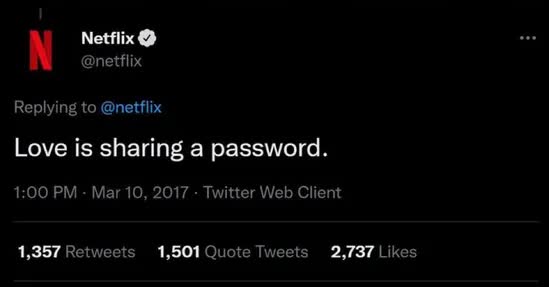 Netflix
@netflix
Replying to @netflix
Love is sharing a password.
1:00 PM · Mar 10, 2017 · Twitter Web Client
1,357 Retweets 1,501 Quote Tweets 2,737 Likes